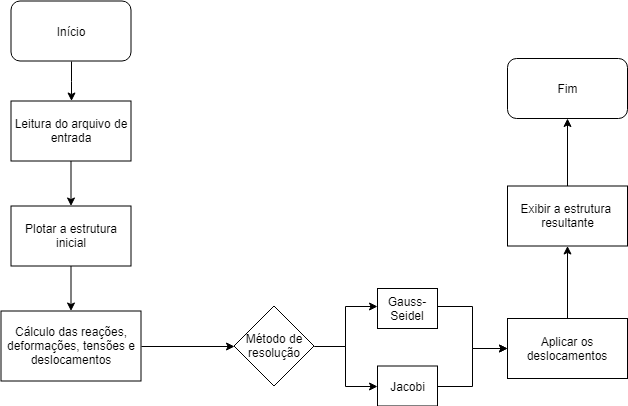 Início
Leitura do arquivo de
entrada
Plotar a estrutura
inicial
Cálculo das reações,
deformações, tensões e
deslocamentos
Método de
resolução
Gauss-
Seidel
Jacobi
Aplicar os
deslocamentos
Exibir a estrutura
resultante
Fim